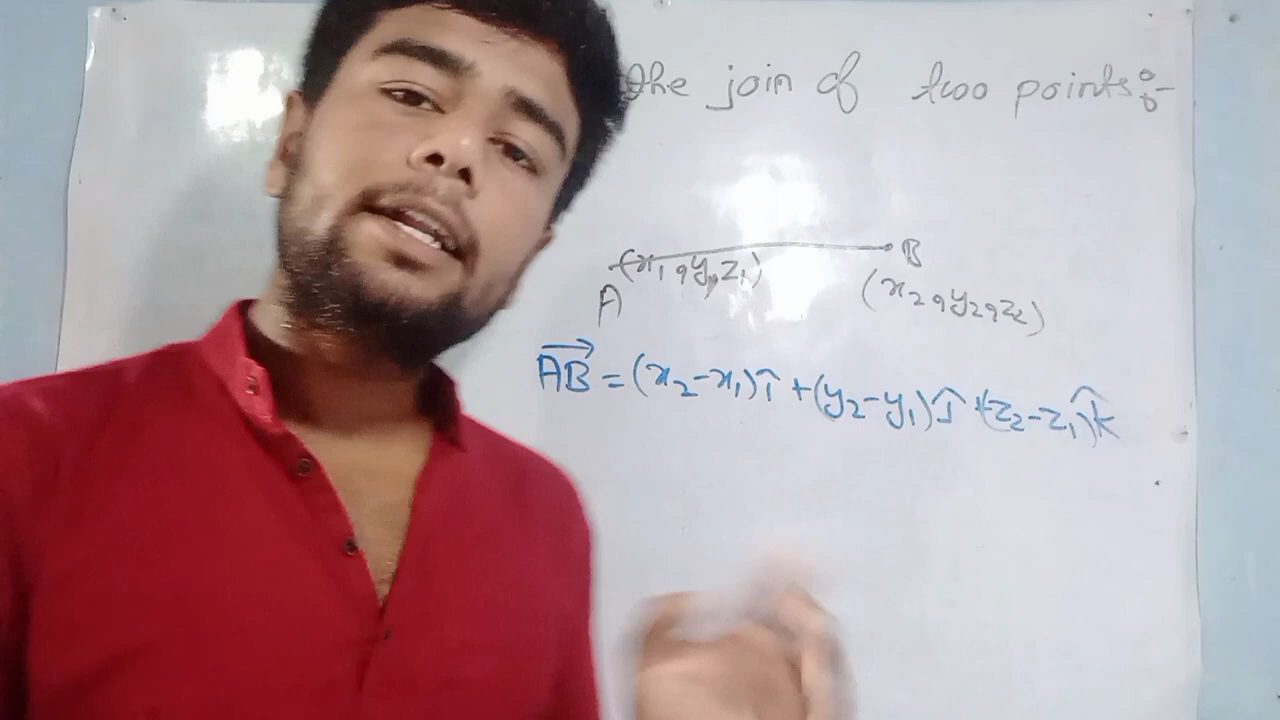 the join of two points:-
B
(x₁,y₁,z₁)
A
(x₂,y₂,z₂)
AB⃗ = (x₂-x₁)î + (y₂-y₁)ĵ + (z₂-z₁)k̂